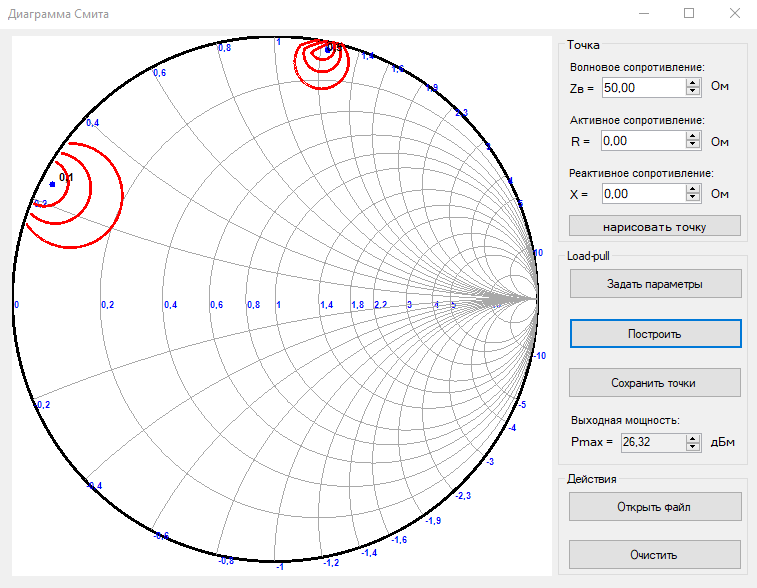 Диаграмма Смита
0,8
1
0,5
1,4
1,6
1,9
2,3
3
4
5
10
0,6
0,4
0,1
0,2
0
0,2
0,4
0,6
0,8
1
1,4
1,8
2,2
3
4
5
-10
-5
-4
-3
-2,3
-1,9
-1,6
-1,4
-1,2
-1
-0,8
-0,6
-0,4
-0,2
Точка
Волновое сопротивление:
Zв = 50,00 Ом
Активное сопротивление:
R = 0,00 Ом
Реактивное сопротивление:
X = 0,00 Ом
нарисовать точку
Load-pull
Задать параметры
Построить
Сохранить точки
Выходная мощность:
Pmax = 26,32 дБм
Действия
Открыть файл
Очистить